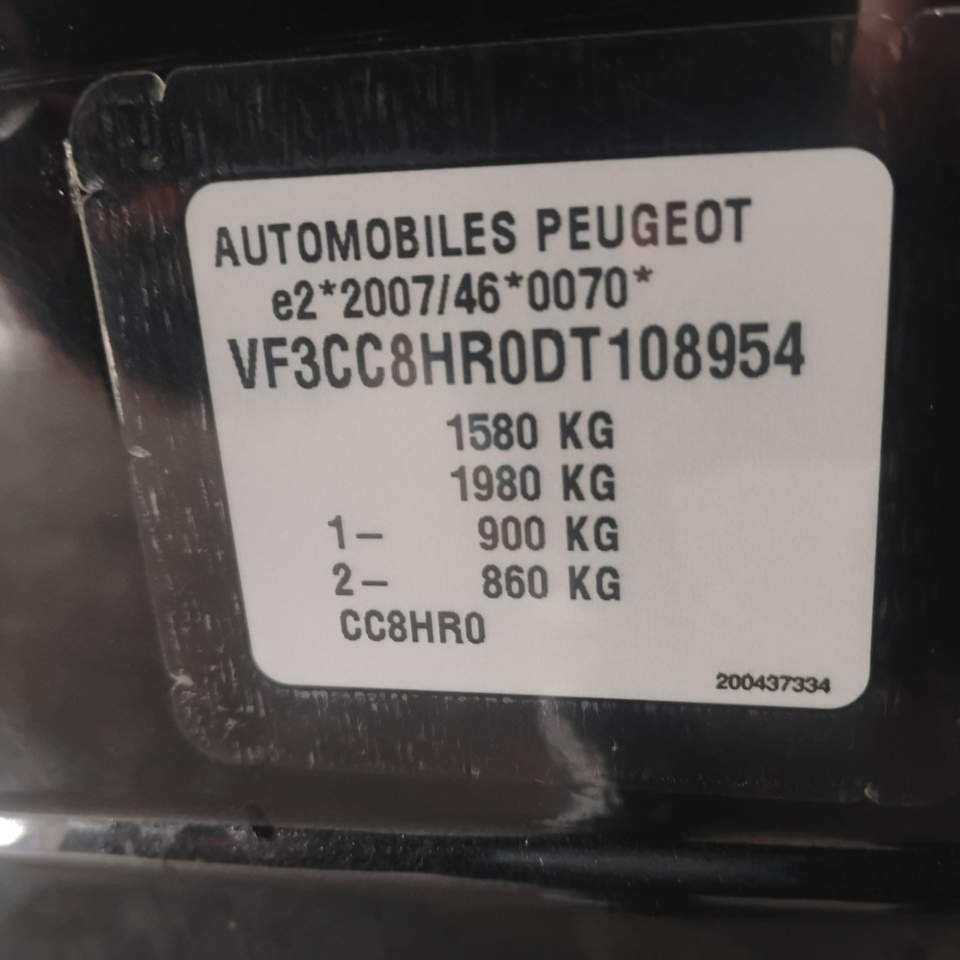 AUTOMOBILES PEUGEOT
e2*2007/46*0070*
VF3CC8HR0DT108954
1580 KG
1980 KG
1- 900 KG
2- 860 KG
CC8HR0
200437334